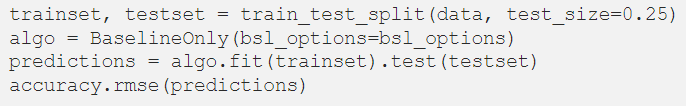 trainset, testset = train_test_split(data, test_size=0.25)
algo = BaselineOnly(bsl_options=bsl_options)
predictions = algo.fit(trainset).test(testset)
accuracy.rmse(predictions)